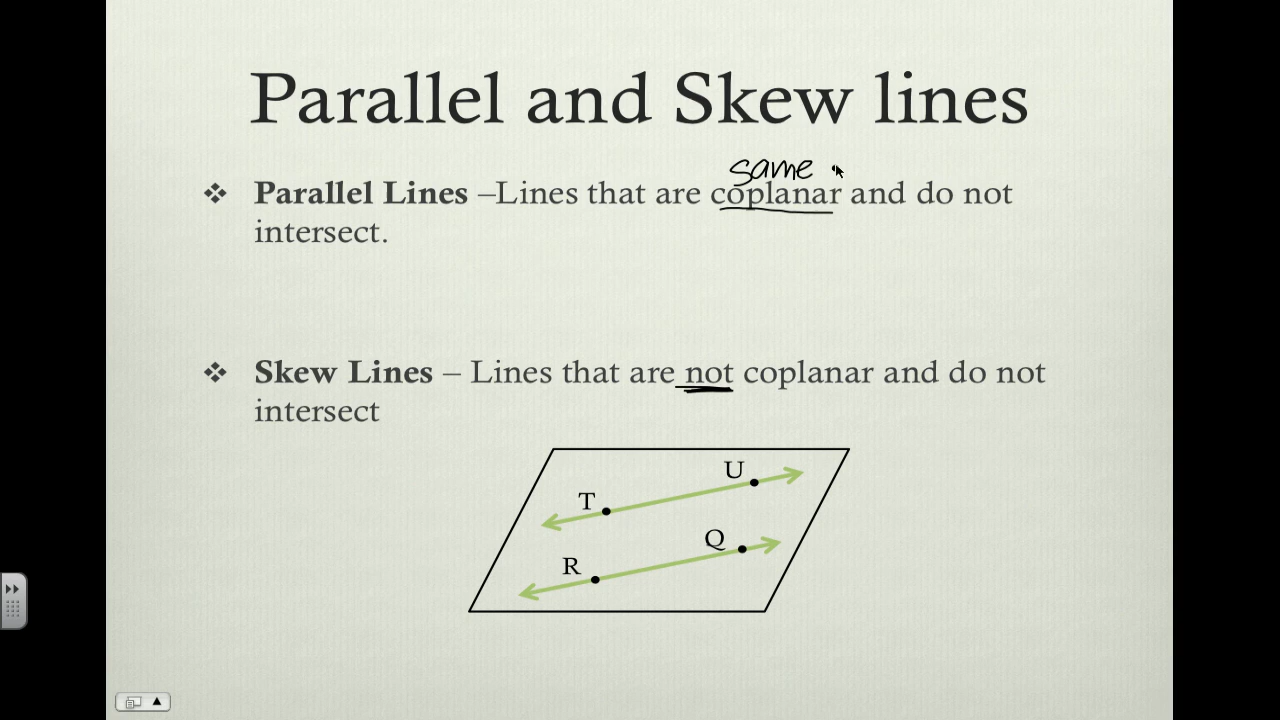 Parallel and Skew lines
same
❖ Parallel Lines –Lines that are coplanar and do not
intersect.
❖ Skew Lines – Lines that are not coplanar and do not
intersect
U
T
Q
R